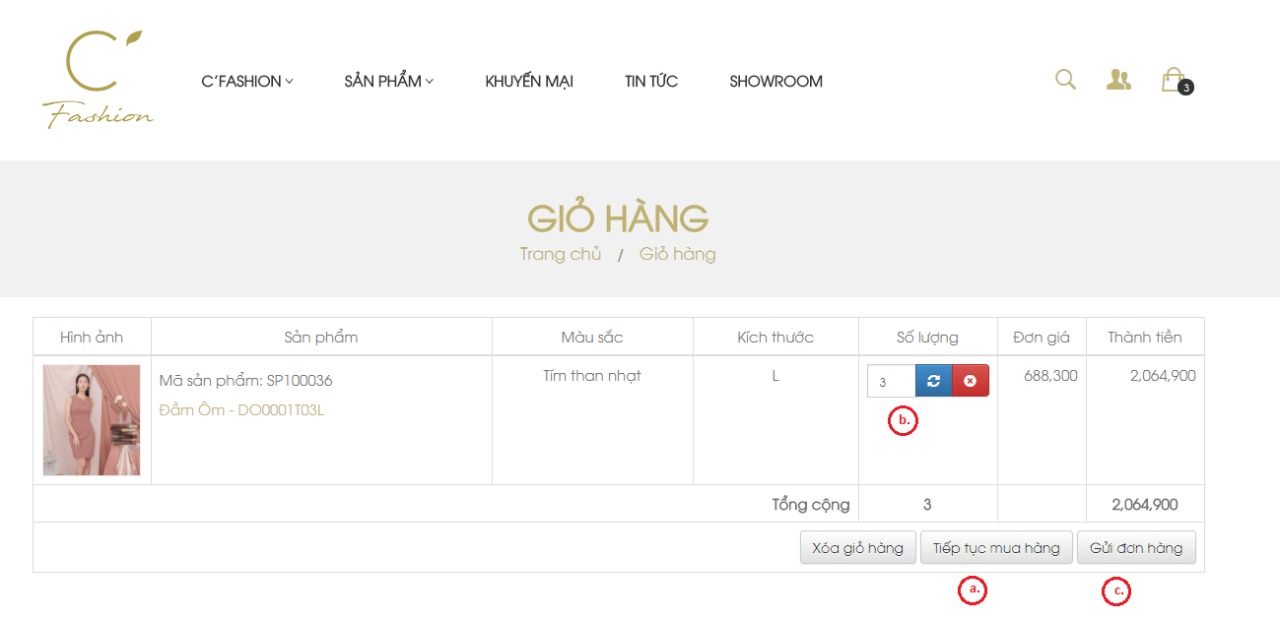 C'
Fashion
C'FASHION
SẢN PHẨM
KHUYẾN MẠI
TIN TỨC
SHOWROOM
3
GIỎ HÀNG
Trang chủ / Giỏ hàng
Hình ảnh Sản phẩm Màu sắc Kích thước Số lượng Đơn giá Thành tiền
Mã sản phẩm: SP100036 Tím than nhạt L 3 688,300 2,064,900
Đầm Ôm - DO0001T03L
b.
Tổng cộng 3 2,064,900
Xóa giỏ hàng Tiếp tục mua hàng Gửi đơn hàng
a. c.